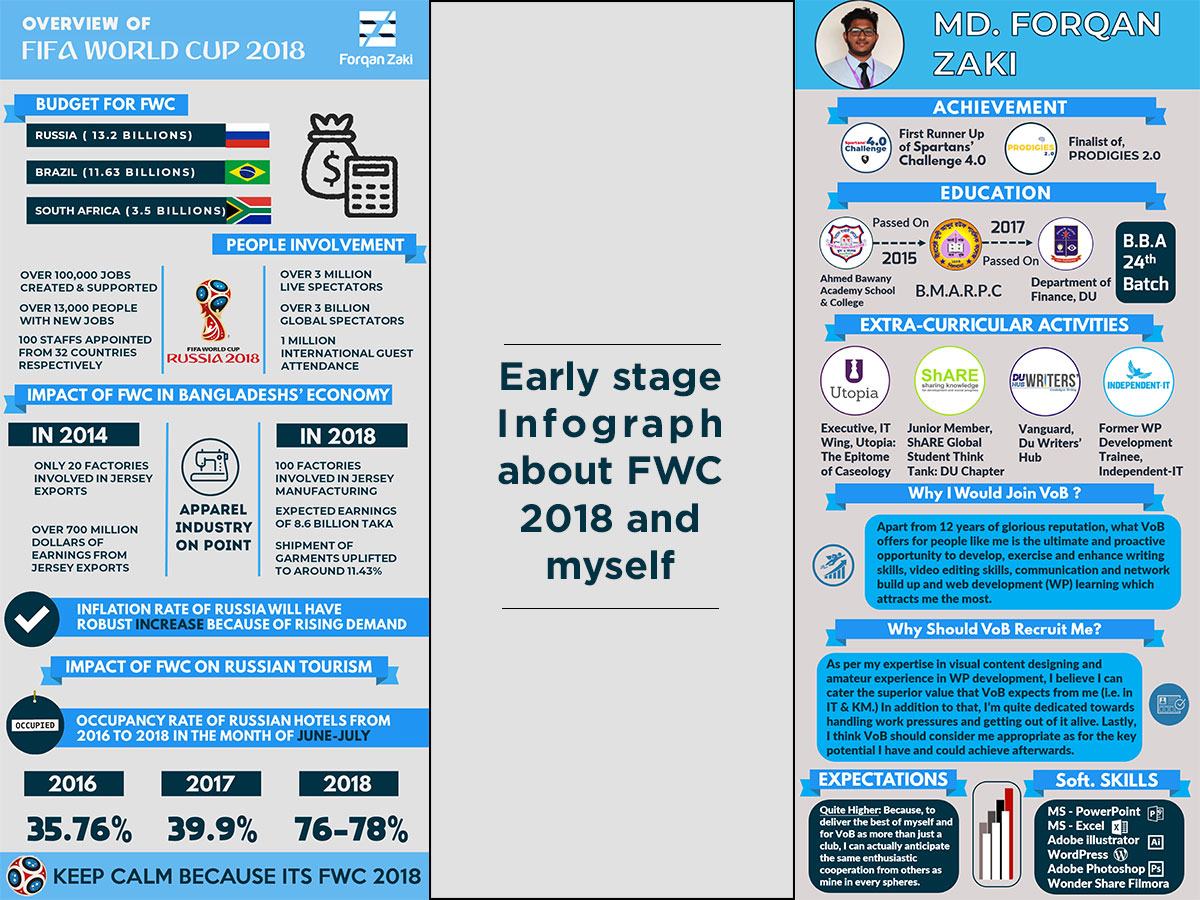 OVERVIEW OF
FIFA WORLD CUP 2018
Forqan Zaki
BUDGET FOR FWC
RUSSIA ( 13.2 BILLIONS)
BRAZIL (11.63 BILLIONS)
SOUTH AFRICA (3.5 BILLIONS)
PEOPLE INVOLVEMENT
OVER 100,000 JOBS
CREATED & SUPPORTED
OVER 13,000 PEOPLE
WITH NEW JOBS
100 STAFFS APPOINTED
FROM 32 COUNTRIES
RESPECTIVELY
FIFA WORLD CUP
RUSSIA 2018
OVER 3 MILLION
LIVE SPECTATORS
OVER 3 BILLION
GLOBAL SPECTATORS
1 MILLION
INTERNATIONAL GUEST
ATTENDANCE
IMPACT OF FWC IN BANGLADESHS' ECONOMY
IN 2014
ONLY 20 FACTORIES
INVOLVED IN JERSEY
EXPORTS
OVER 700 MILLION
DOLLARS OF
EARNINGS FROM
JERSEY EXPORTS
APPAREL
INDUSTRY
ON POINT
IN 2018
100 FACTORIES
INVOLVED IN JERSEY
MANUFACTURING
EXPECTED EARNINGS
OF 8.6 BILLION TAKA
SHIPMENT OF
GARMENTS UPLIFTED
TO AROUND 11.43%
INFLATION RATE OF RUSSIA WILL HAVE
ROBUST INCREASE BECAUSE OF RISING DEMAND
IMPACT OF FWC ON RUSSIAN TOURISM
OCCUPIED
OCCUPANCY RATE OF RUSSIAN HOTELS FROM
2016 TO 2018 IN THE MONTH OF JUNE-JULY
2016 2017 2018
35.76% 39.9% 76-78%
KEEP CALM BECAUSE ITS FWC 2018
Early stage
Infograph
about FWC
2018 and
myself
MD. FORQAN
ZAKI
ACHIEVEMENT
Spartans' 4.0
Challenge
First Runner Up
of Spartans'
Challenge 4.0
PRODIGIES
2.0
Finalist of,
PRODIGIES 2.0
EDUCATION
Passed On
2015
2017
Passed On
Ahmed Bawany
Academy School
& College
B.M.A.R.P.C
Department of
Finance, DU
B.B.A
24th
Batch
EXTRA-CURRICULAR ACTIVITIES
Utopia
ShARE
sharing knowledge
DU WRITERS'
HUB
INDEPENDENT-IT
Executive, IT
Wing, Utopia:
The Epitome
of Caseology
Junior Member,
ShARE Global
Student Think
Tank: DU Chapter
Vanguard,
Du Writers'
Hub
Former WP
Development
Trainee,
Independent-IT
Why I Would Join VoB ?
Apart from 12 years of glorious reputation, what VoB
offers for people like me is the ultimate and proactive
opportunity to develop, exercise and enhance writing
skills, video editing skills, communication and network
build up and web development (WP) learning which
attracts me the most.
Why Should VoB Recruit Me?
As per my expertise in visual content designing and
amateur experience in WP development, I believe I can
cater the superior value that VoB expects from me (i.e. In
IT & KM.) In addition to that, I'm quite dedicated towards
handling work pressures and getting out of it alive. Lastly,
I think VoB should consider me appropriate as for the key
potential I have and could achieve afterwards.
EXPECTATIONS
Quite Higher: Because, to
deliver the best of myself and
for VoB as more than just a
club, I can actually anticipate
the same enthusiastic
cooperation from others as
mine in every spheres.
Soft. SKILLS
MS - PowerPoint
MS - Excel
Adobe illustrator Ai
WordPress
Adobe Photoshop Ps
Wonder Share Filmora